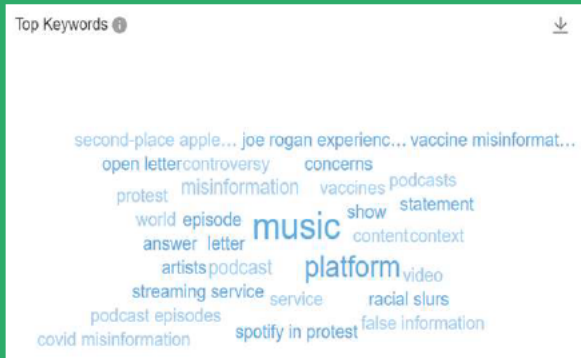 Top Keywords
second-place apple... joe rogan experienc... vaccine misinformat...
open letter controversy concerns
protest misinformation vaccines podcasts
world episode music show statement
answer letter content context
artists podcast platform video
streaming service service racial slurs
podcast episodes spotify in protest false information
covid misinformation